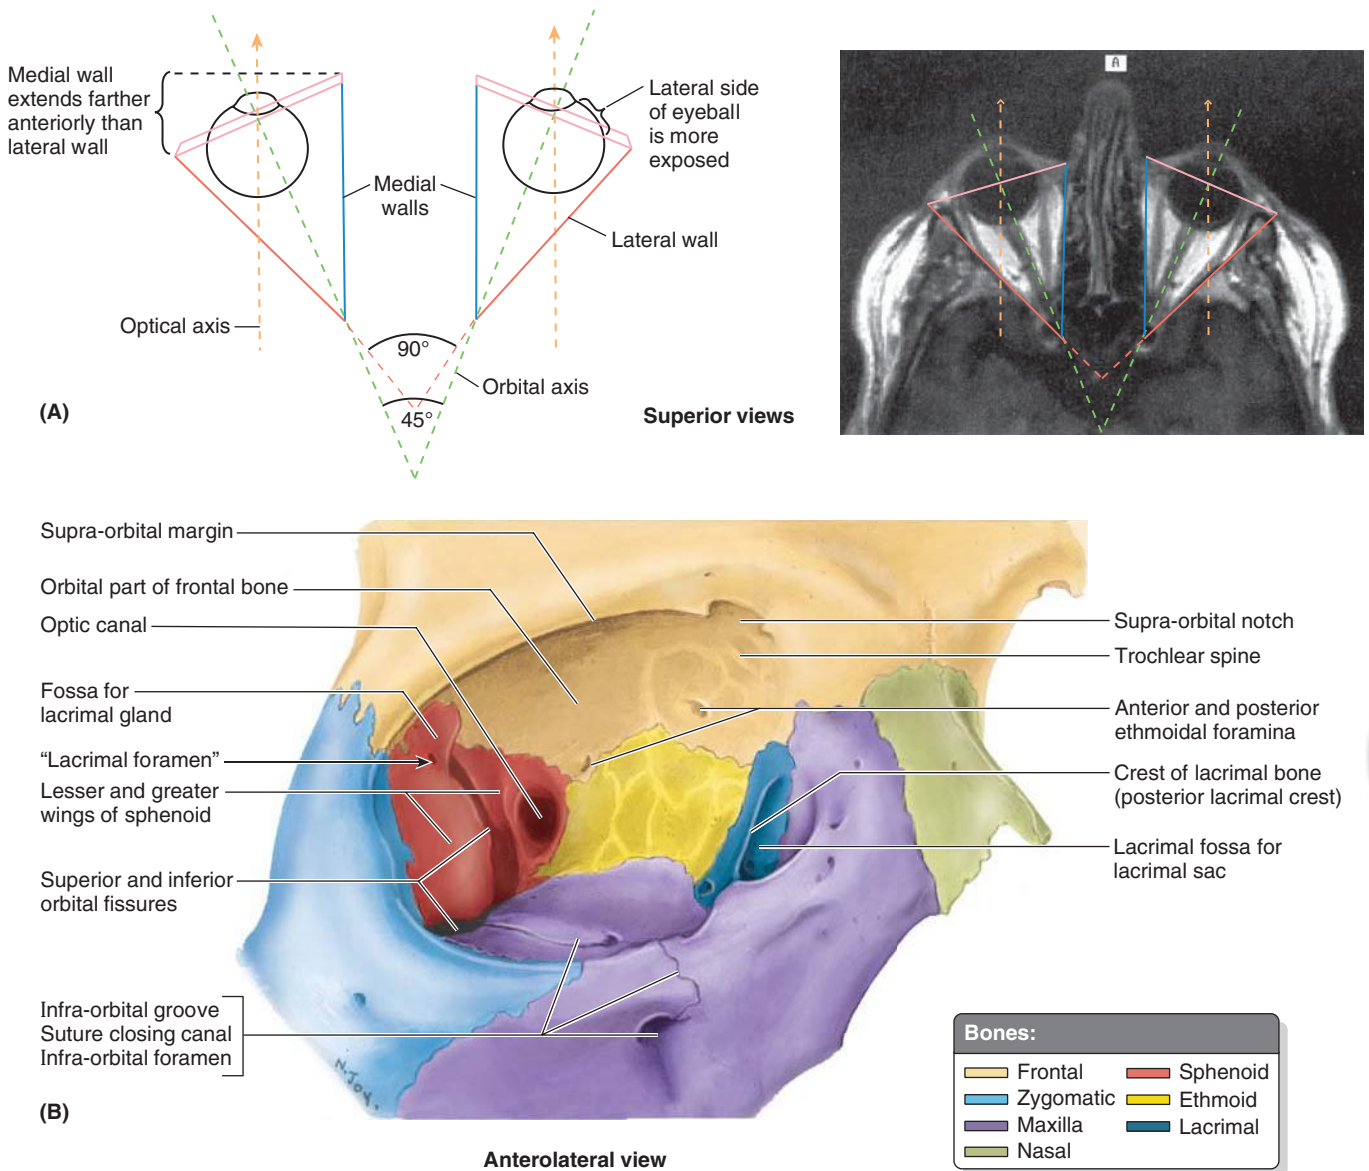 Medial wall
extends farther
anteriorly than
lateral wall
Lateral side
of eyeball
is more
exposed
Medial
walls
Lateral wall
Optical axis
90°
Orbital axis
45°
(A)
Superior views
A
Supra-orbital margin
Orbital part of frontal bone
Optic canal
Fossa for
lacrimal gland
“Lacrimal foramen”
Lesser and greater
wings of sphenoid
Superior and inferior
orbital fissures
Infra-orbital groove
Suture closing canal
Infra-orbital foramen
Supra-orbital notch
Trochlear spine
Anterior and posterior
ethmoidal foramina
Crest of lacrimal bone
(posterior lacrimal crest)
Lacrimal fossa for
lacrimal sac
N. Joy.
(B)
Anterolateral view
Bones:
Frontal
Zygomatic
Maxilla
Nasal
Sphenoid
Ethmoid
Lacrimal